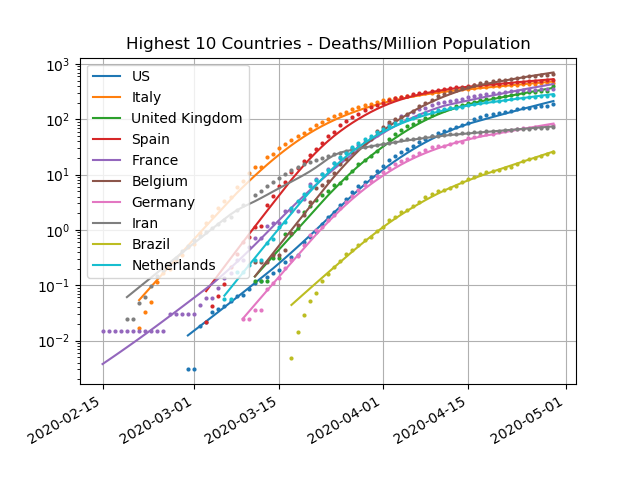 Highest 10 Countries - Deaths/Million Population
10³
10²
10¹
10⁰
10⁻¹
10⁻²
US
Italy
United Kingdom
Spain
France
Belgium
Germany
Iran
Brazil
Netherlands
2020-02-15
2020-03-01
2020-03-15
2020-04-01
2020-04-15
2020-05-01